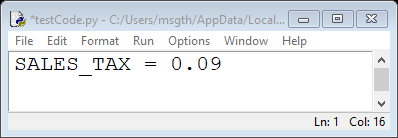 *testCode.py - C:/Users/msgth/AppData/Local...
File Edit Format Run Options Window Help
SALES_TAX = 0.09
Ln: 1 Col: 16